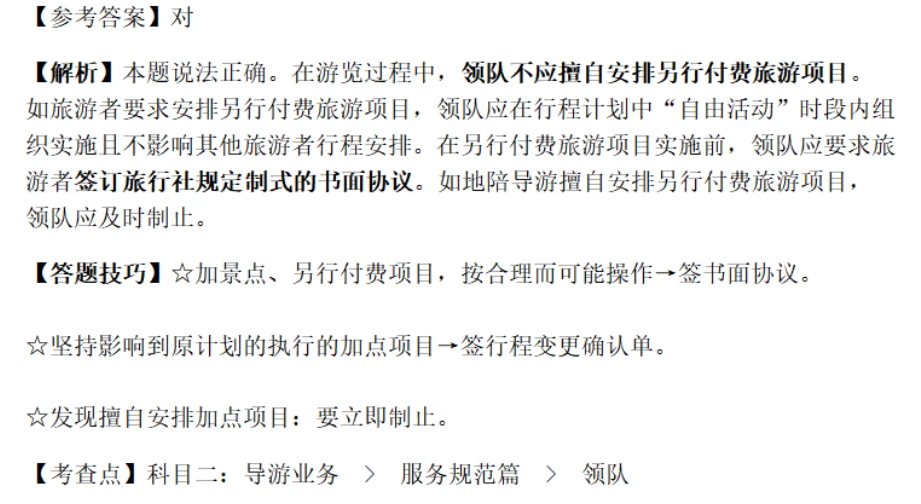 【参考答案】对
【解析】本题说法正确。在游览过程中，领队不应擅自安排另行付费旅游项目。
如旅游者要求安排另行付费旅游项目，领队应在行程计划中“自由活动”时段内组
织实施且不影响其他旅游者行程安排。在另行付费旅游项目实施前，领队应要求旅
游者签订旅行社规定制式的书面协议。如地陪导游擅自安排另行付费旅游项目，
领队应及时制止。
【答题技巧】☆加景点、另行付费项目，按合理而可能操作→签书面协议。
☆坚持影响到原计划的执行的加点项目→签行程变更确认单。
☆发现擅自安排加点项目：要立即制止。
【考查点】科目二：导游业务 > 服务规范篇 > 领队